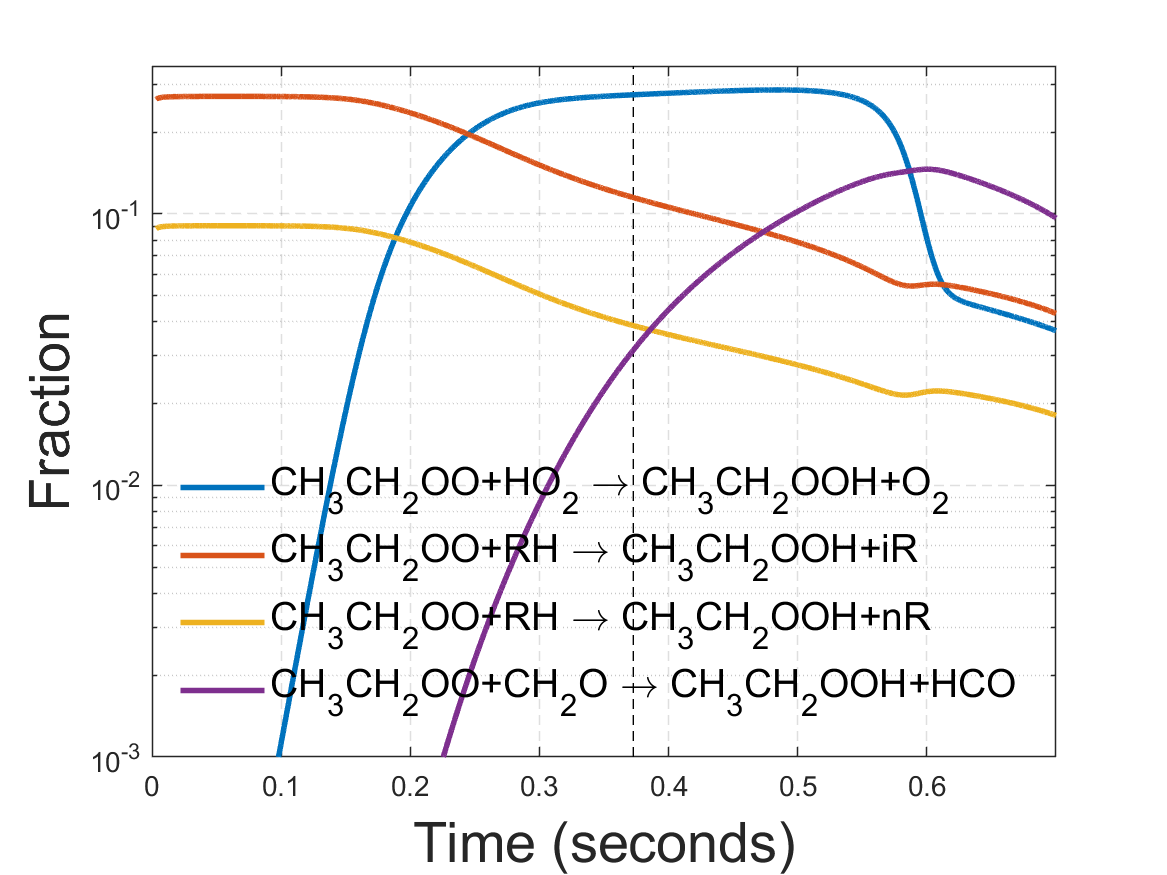 Fraction
10⁻¹
10⁻²
10⁻³
CH₃CH₂OO+HO₂ → CH₃CH₂OOH+O₂
CH₃CH₂OO+RH → CH₃CH₂OOH+iR
CH₃CH₂OO+RH → CH₃CH₂OOH+nR
CH₃CH₂OO+CH₂O → CH₃CH₂OOH+HCO
0 0.1 0.2 0.3 0.4 0.5 0.6
Time (seconds)